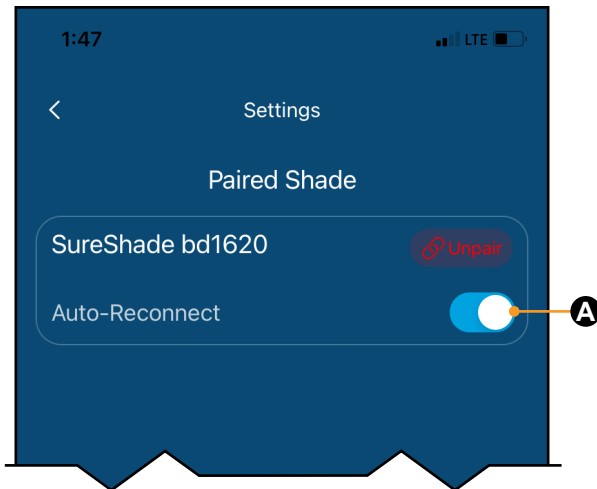 1:47
LTE
Settings
Paired Shade
SureShade bd1620
Unpair
Auto-Reconnect
A